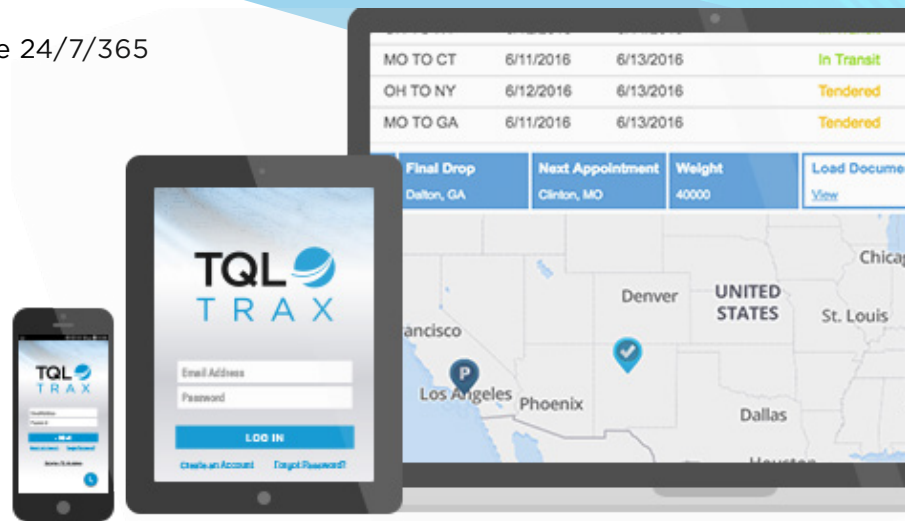 e 24/7/365
MO TO CT 6/11/2016 6/13/2016 In Transit
OH TO NY 6/12/2016 6/13/2016 Tendered
MO TO GA 6/11/2016 6/13/2016 Tendered
Final Drop Next Appointment Weight Load Docume
Dalton, GA Clinton, MO 40000 View
Chicag
Denver UNITED
STATES
St. Louis
ancisco
P
Los Angeles
Phoenix
Dallas
TQL
TRAX
Email Address
Password
LOG IN
Create an Account Forgot Password?
TQL
TRAX